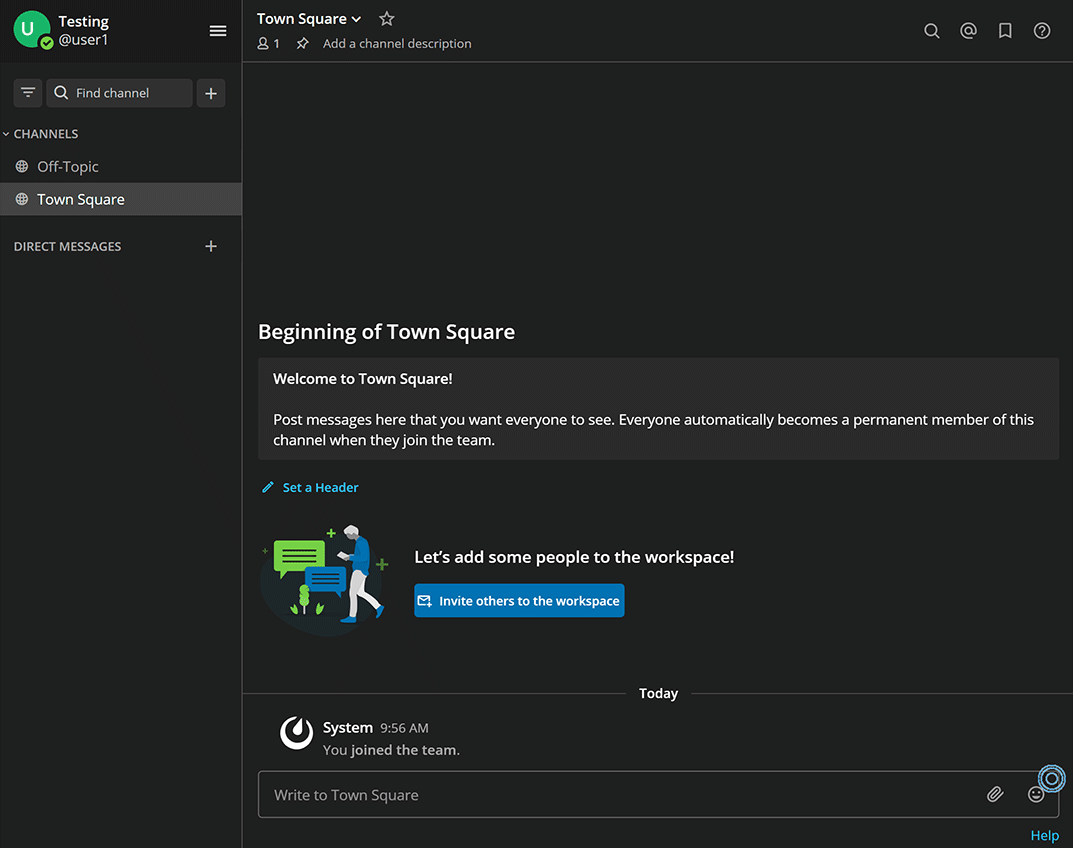 U
Testing
@user1
Find channel
CHANNELS
Off-Topic
Town Square
DIRECT MESSAGES
Town Square
1
Add a channel description
Beginning of Town Square
Welcome to Town Square!
Post messages here that you want everyone to see. Everyone automatically becomes a permanent member of this
channel when they join the team.
Set a Header
Let’s add some people to the workspace!
Invite others to the workspace
Today
System 9:56 AM
You joined the team.
Write to Town Square
Help